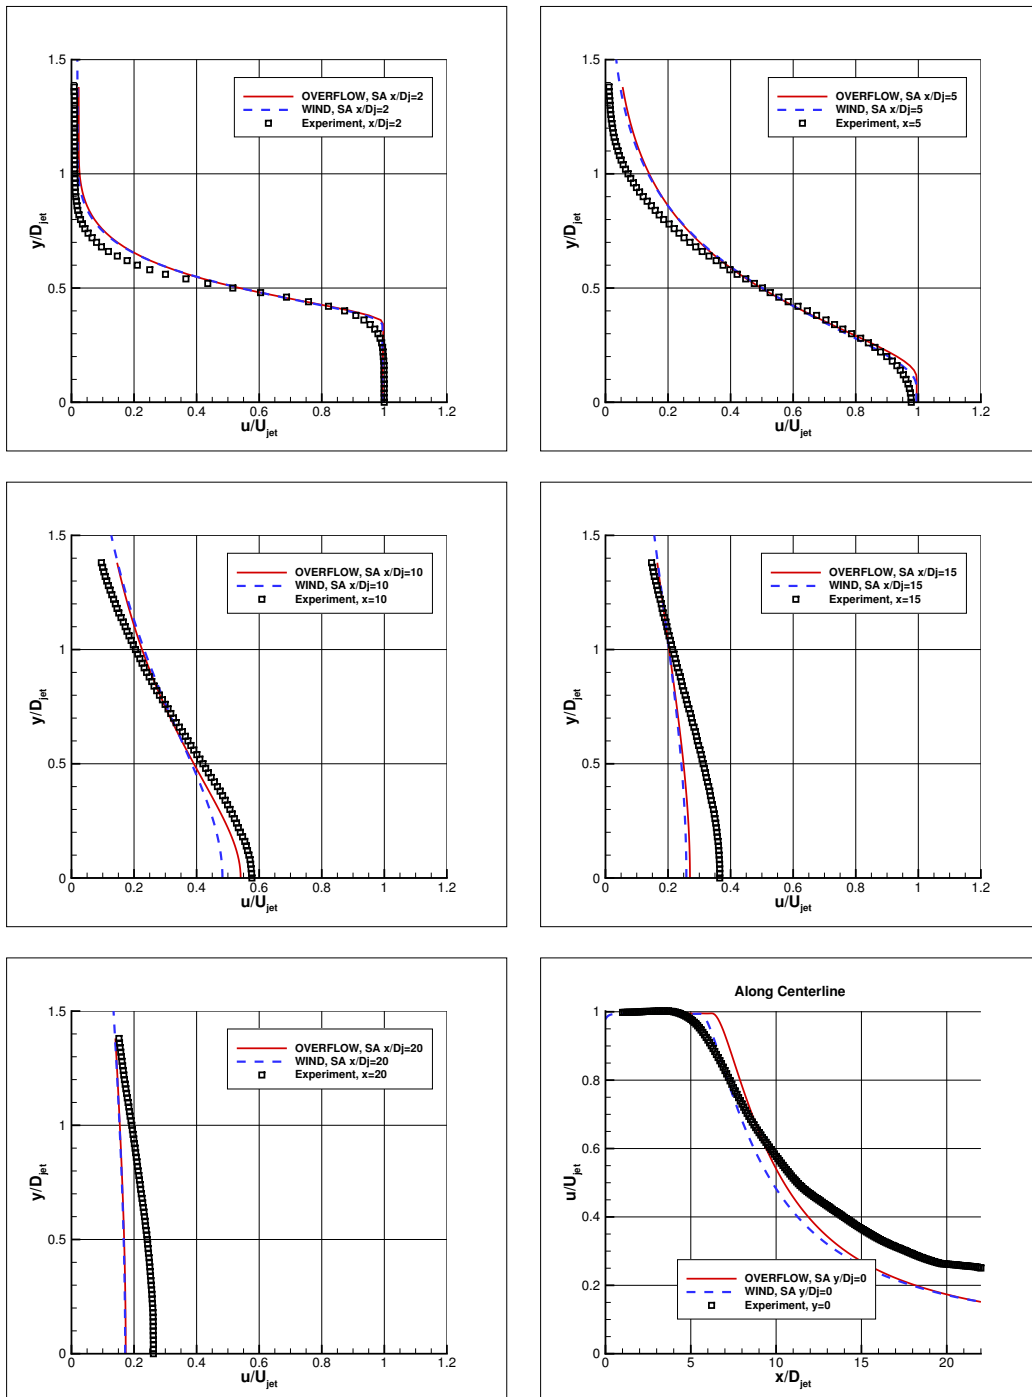 1.5
1
0.5
0
y/Djet
OVERFLOW, SA x/Dj=2
WIND, SA x/Dj=2
Experiment, x/Dj=2
0 0.2 0.4 0.6 0.8 1 1.2
u/Ujet
1.5
1
0.5
0
y/Djet
OVERFLOW, SA x/Dj=5
WIND, SA x/Dj=5
Experiment, x=5
0 0.2 0.4 0.6 0.8 1 1.2
u/Ujet
1.5
1
0.5
0
y/Djet
OVERFLOW, SA x/Dj=10
WIND, SA x/Dj=10
Experiment, x=10
0 0.2 0.4 0.6 0.8 1 1.2
u/Ujet
1.5
1
0.5
0
y/Djet
OVERFLOW, SA x/Dj=15
WIND, SA x/Dj=15
Experiment, x=15
0 0.2 0.4 0.6 0.8 1 1.2
u/Ujet
1.5
1
0.5
0
y/Djet
OVERFLOW, SA x/Dj=20
WIND, SA x/Dj=20
Experiment, x=20
0 0.2 0.4 0.6 0.8 1 1.2
u/Ujet
Along Centerline
1
0.8
0.6
0.4
0.2
0
u/Ujet
OVERFLOW, SA y/Dj=0
WIND, SA y/Dj=0
Experiment, y=0
0 5 10 15 20
x/Djet